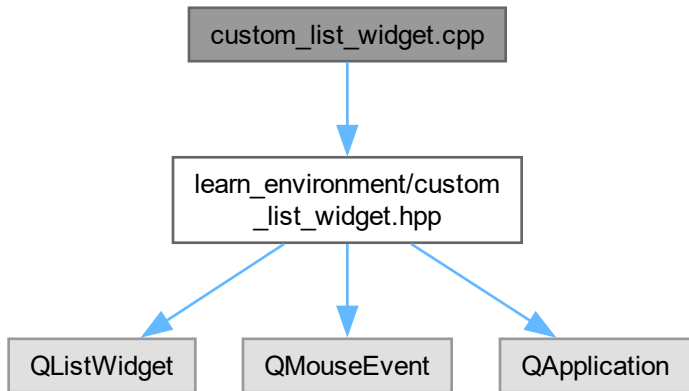 custom_list_widget.cpp
learn_environment/custom
_list_widget.hpp
QListWidget
QMouseEvent
QApplication